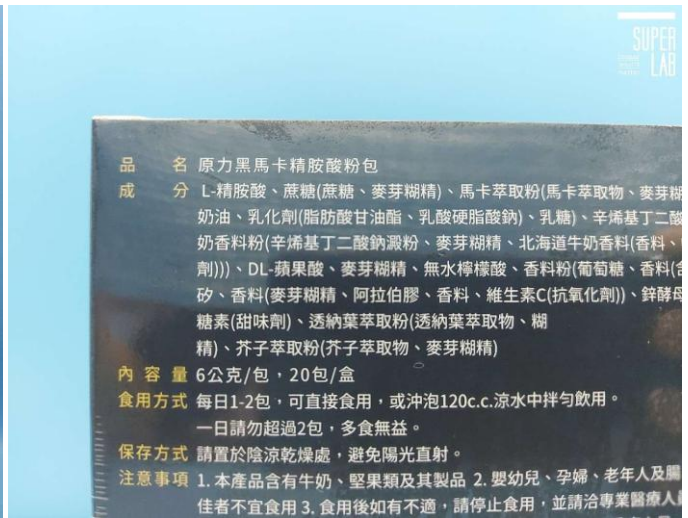 SUPER
LAB
品名 原力黑馬卡精胺酸粉包
成分 L-精胺酸、蔗糖(蔗糖、麥芽糊精)、馬卡萃取粉(馬卡萃取物、麥芽糊
奶油、乳化劑(脂肪酸甘油酯、乳酸硬脂酸鈉)、乳糖)、辛烯基丁二酸
奶香料粉(辛烯基丁二酸鈉澱粉、麥芽糊精、北海道牛奶香料(香料、
劑)))、DL-蘋果酸、麥芽糊精、無水檸檬酸、香料粉(葡萄糖、香料(含
矽、香料(麥芽糊精、阿拉伯膠、香料、維生素C(抗氧化劑))、鋅酵母
糖素(甜味劑)、透納葉萃取粉(透納葉萃取物、糊
精)、芥子萃取粉(芥子萃取物、麥芽糊精)
內容量 6公克/包，20包/盒
食用方式 每日1-2包，可直接食用，或沖泡120c.c.涼水中拌勻飲用。
一日請勿超過2包，多食無益。
保存方式 請置於陰涼乾燥處，避免陽光直射。
注意事項 1. 本產品含有牛奶、堅果類及其製品 2. 嬰幼兒、孕婦、老年人及腸
佳者不宜食用 3. 食用後如有不適，請停止食用，並請洽專業醫療人員